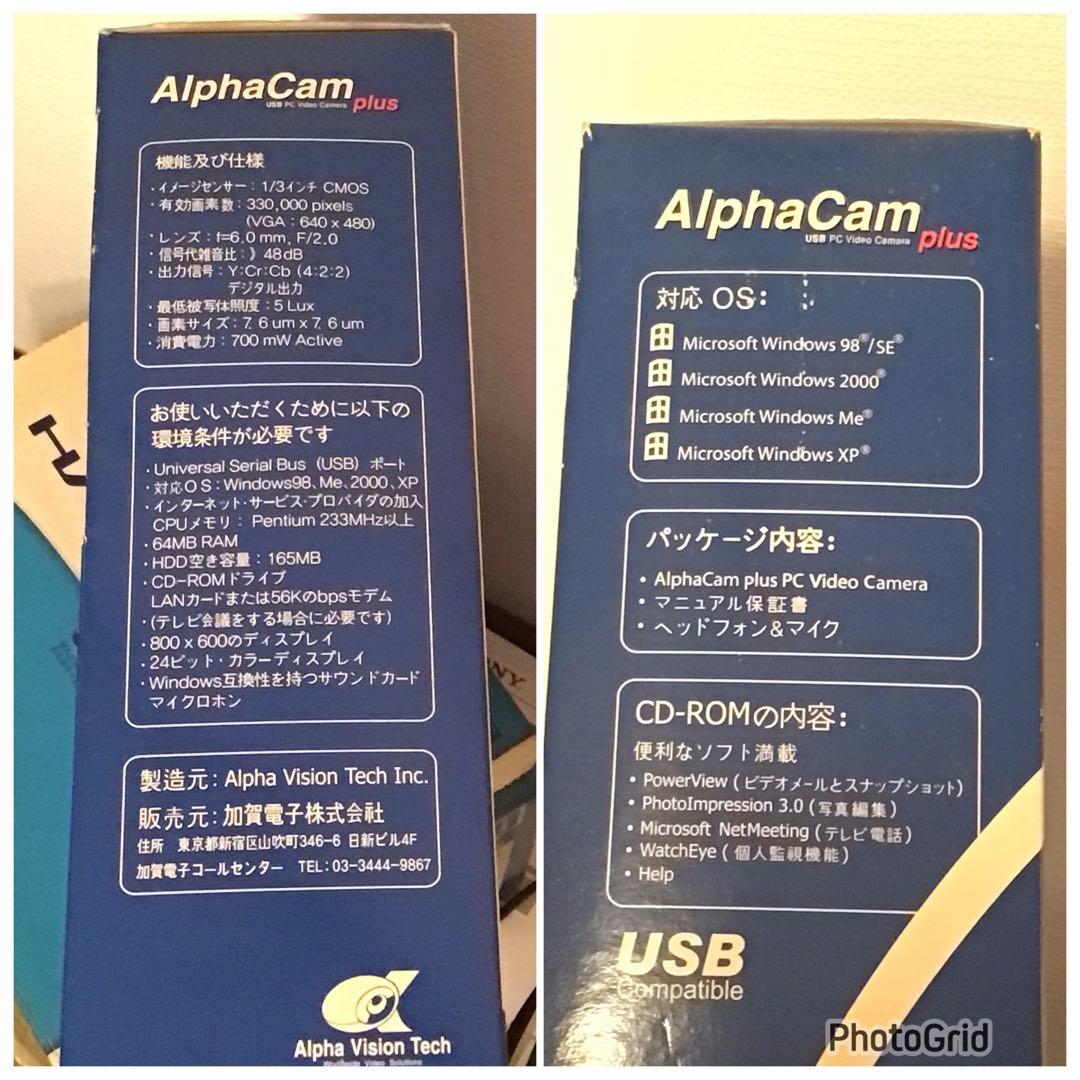 AlphaCam plus
USB PC Video Camera
機能及び仕様
・イメージセンサー：1/3インチ CMOS
・有効画素数：330,000 pixels
(VGA：640 x 480)
・レンズ：f=6.0 mm, F/2.0
・信号代雑音比：》48dB
・出力信号：Y:Cr:Cb (4:2:2)
デジタル出力
・最低被写体照度：5 Lux
・画素サイズ：7.6 um x 7.6 um
・消費電力：700 mW Active
お使いいただくために以下の
環境条件が必要です
・Universal Serial Bus（USB）ポート
・対応OS：Windows98、Me、2000、XP
・インターネット・サービス・プロバイダの加入
CPUメモリ： Pentium 233MHz以上
・64MB RAM
・HDD空き容量：165MB
・CD-ROMドライブ
LANカードまたは56Kのbpsモデム
・(テレビ会議をする場合に必要です)
・800 x 600のディスプレイ
・24ビット・カラーディスプレイ
・Windows互換性を持つサウンドカード
マイクロホン
製造元：Alpha Vision Tech Inc.
販売元：加賀電子株式会社
住所　東京都新宿区山吹町346-6 日新ビル4F
加賀電子コールセンター　TEL：03-3444-9867
Alpha Vision Tech
Worldwide Video Solutions
AlphaCam plus
USB PC Video Camera
対応 OS：
Microsoft Windows 98®/SE®
Microsoft Windows 2000®
Microsoft Windows Me®
Microsoft Windows XP®
パッケージ内容：
• AlphaCam plus PC Video Camera
• マニュアル保証書
• ヘッドフォン&マイク
CD-ROMの内容：
便利なソフト満載
• PowerView ( ビデオメールとスナップショット)
• PhotoImpression 3.0 ( 写真編集 )
• Microsoft NetMeeting ( テレビ電話 )
• WatchEye ( 個人監視機能 )
• Help
USB
Compatible
PhotoGrid